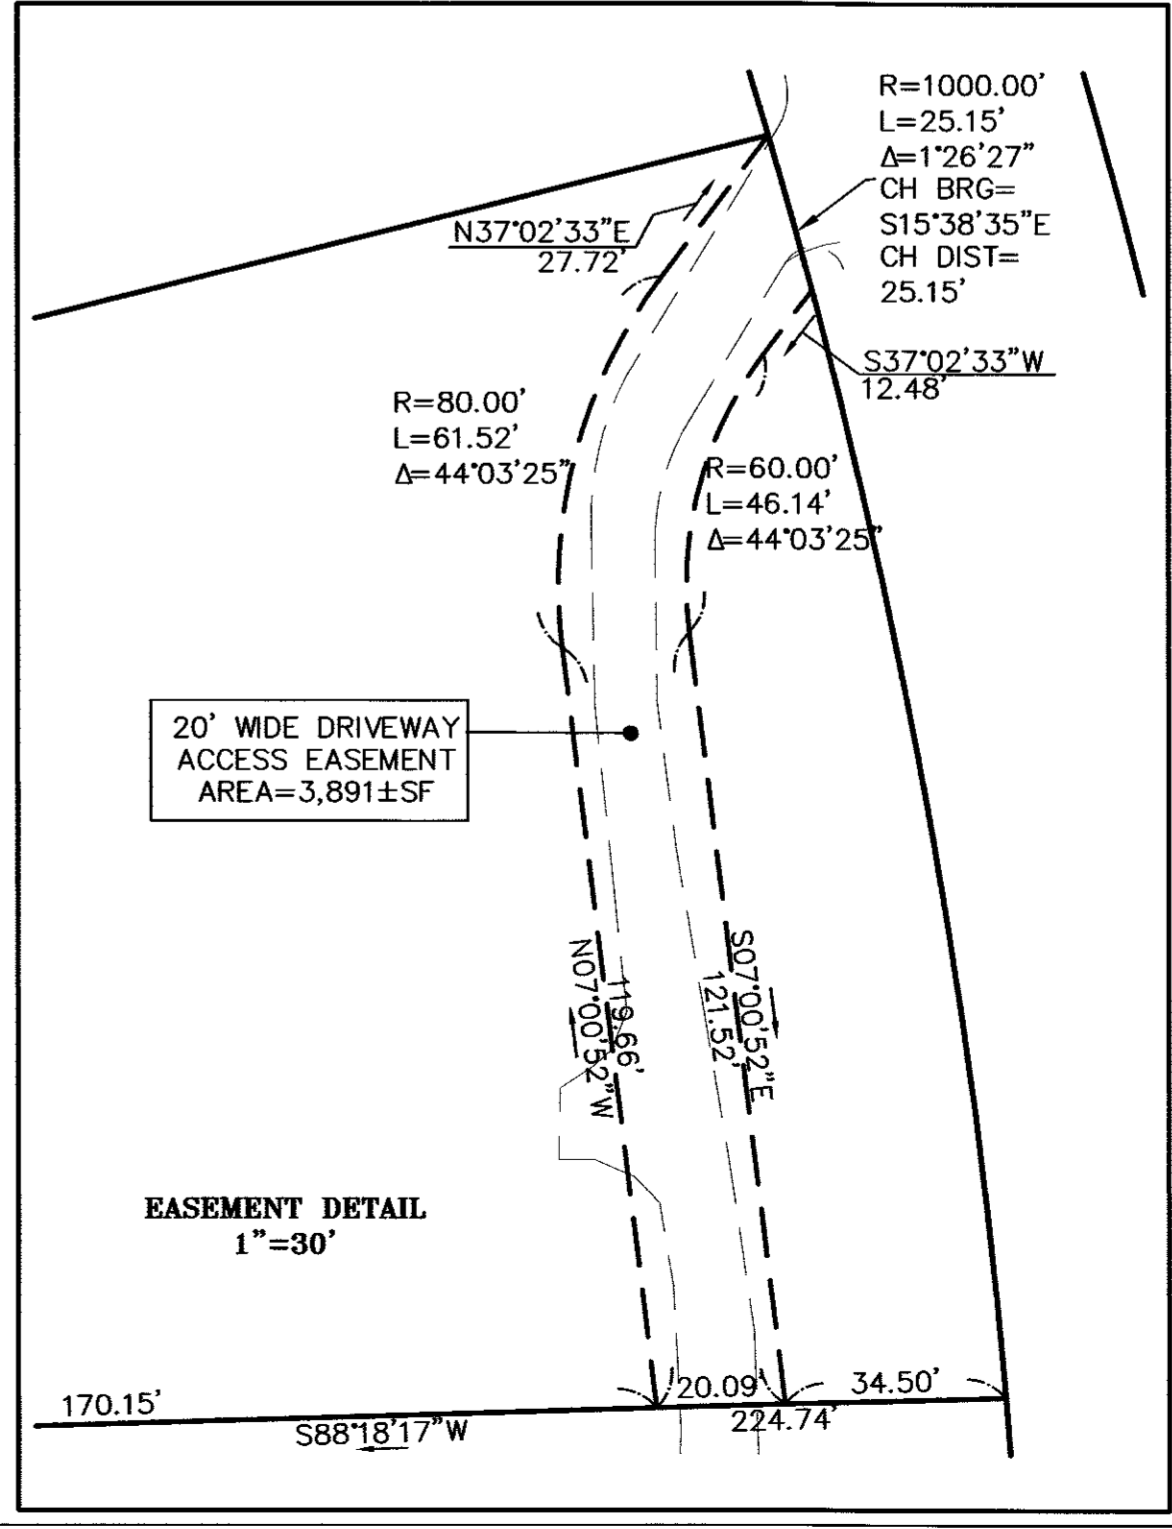 R=1000.00'
L=25.15'
Δ=1°26'27"
CH BRG=
S15°38'35"E
CH DIST=
25.15'
N37°02'33"E
27.72'
S37°02'33"W
12.48'
R=80.00'
L=61.52'
Δ=44°03'25"
R=60.00'
L=46.14'
Δ=44°03'25"
20' WIDE DRIVEWAY
ACCESS EASEMENT
AREA=3,891±SF
N07°00'52"W
119.66'
S07°00'52"E
121.52'
EASEMENT DETAIL
1"=30'
170.15'
20.09'
34.50'
S88°18'17"W
224.74'